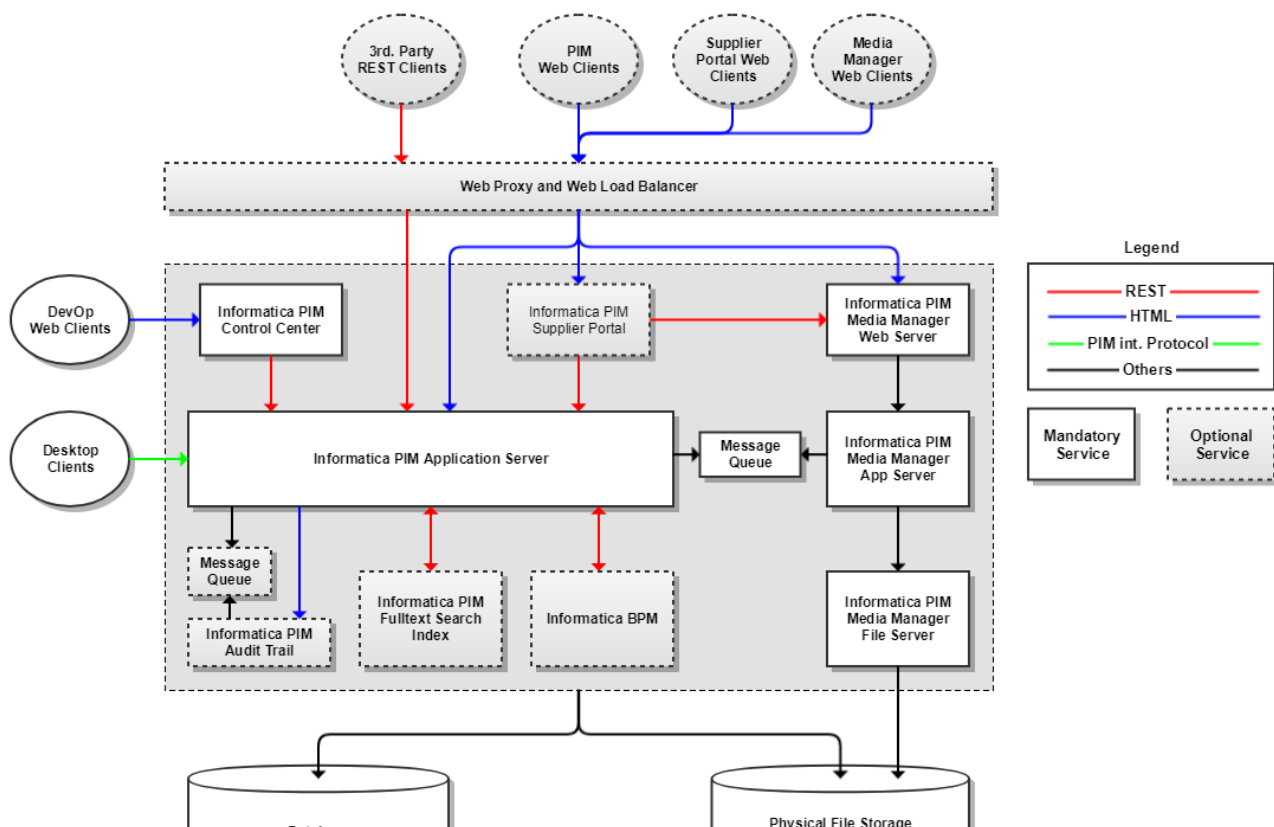 3rd. Party
REST Clients
PIM
Web Clients
Supplier
Portal Web
Clients
Media
Manager
Web Clients
Web Proxy and Web Load Balancer
Legend
REST
HTML
PIM int. Protocol
Others
Mandatory
Service
Optional
Service
DevOp
Web Clients
Informatica PIM
Control Center
Informatica PIM
Supplier Portal
Informatica PIM
Media Manager
Web Server
Desktop
Clients
Informatica PIM Application Server
Message
Queue
Informatica PIM
Media Manager
App Server
Message
Queue
Informatica PIM
Audit Trail
Informatica PIM
Fulltext Search
Index
Informatica BPM
Informatica PIM
Media Manager
File Server
Physical File Storage